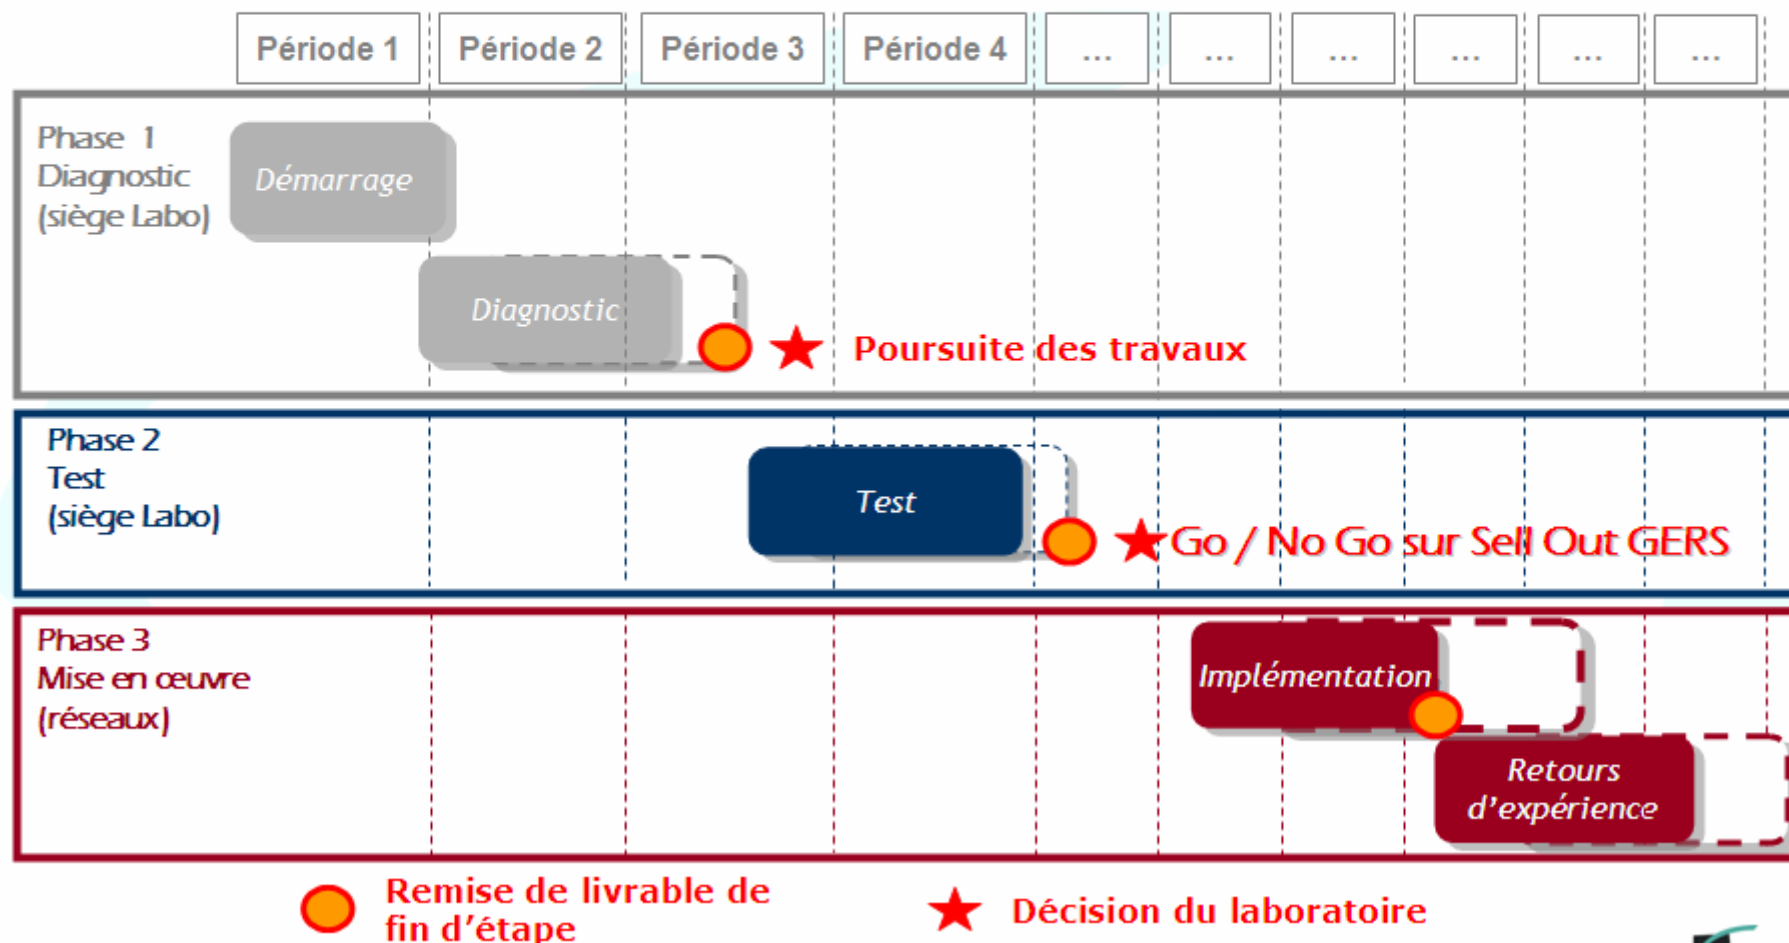 Période 1 Période 2 Période 3 Période 4 ... ... ... ... ... ...
Phase 1
Diagnostic
(siège Labo)
Démarrage
Diagnostic
Poursuite des travaux
Phase 2
Test
(siège Labo)
Test
Go / No Go sur Sell Out GERS
Phase 3
Mise en œuvre
(réseaux)
Implémentation
Retours
d'expérience
Remise de livrable de
fin d'étape
Décision du laboratoire